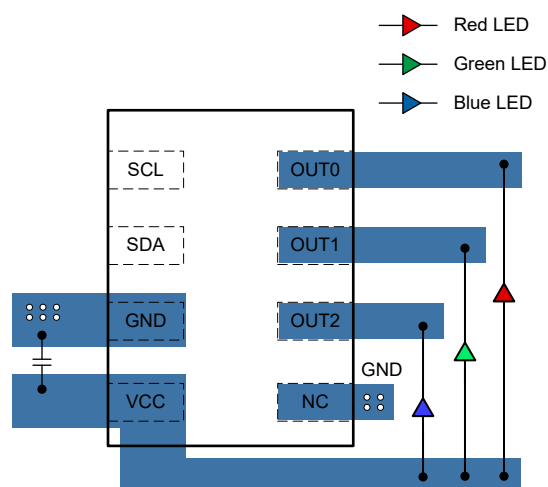 Red LED
Green LED
Blue LED
SCL
OUT0
SDA
OUT1
GND
OUT2
GND
VCC
NC